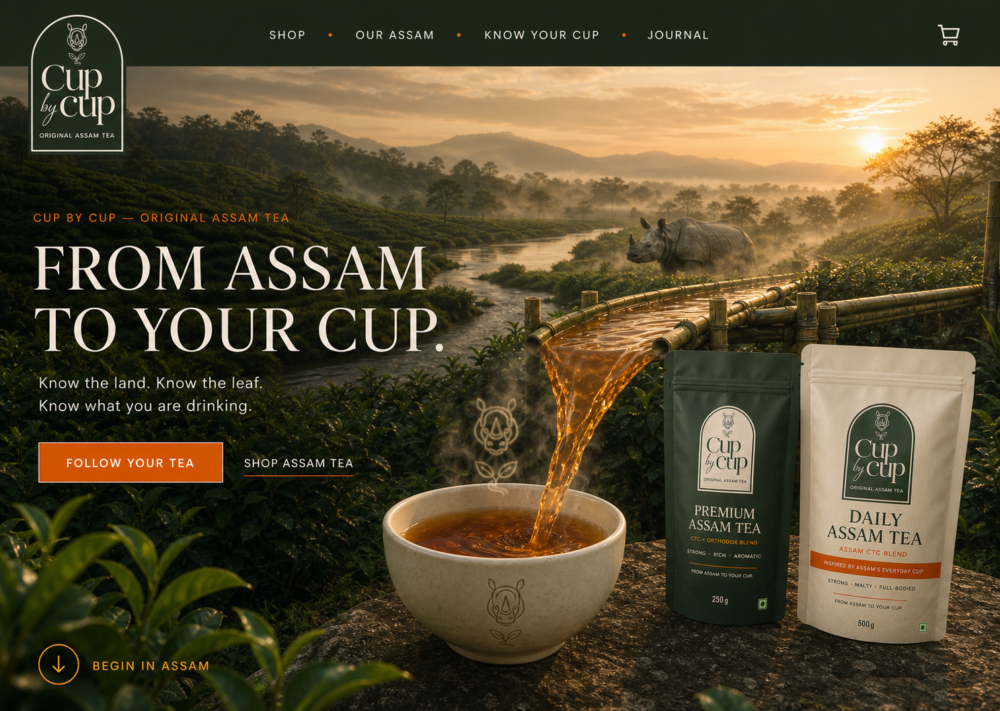 Cup
by cup
ORIGINAL ASSAM TEA
SHOP • OUR ASSAM • KNOW YOUR CUP • JOURNAL
CUP BY CUP — ORIGINAL ASSAM TEA
FROM ASSAM
TO YOUR CUP.
Know the land. Know the leaf.
Know what you are drinking.
FOLLOW YOUR TEA
SHOP ASSAM TEA
BEGIN IN ASSAM
Cup
by cup
ORIGINAL ASSAM TEA
PREMIUM
ASSAM TEA
CTC + ORTHODOX BLEND
STRONG • RICH • AROMATIC
FROM ASSAM TO YOUR CUP.
250 g
Cup
by cup
ORIGINAL ASSAM TEA
DAILY
ASSAM TEA
ASSAM CTC BLEND
INSPIRED BY ASSAM'S EVERYDAY CUP
STRONG • MALTY • FULL-BODIED
FROM ASSAM TO YOUR CUP.
500 g